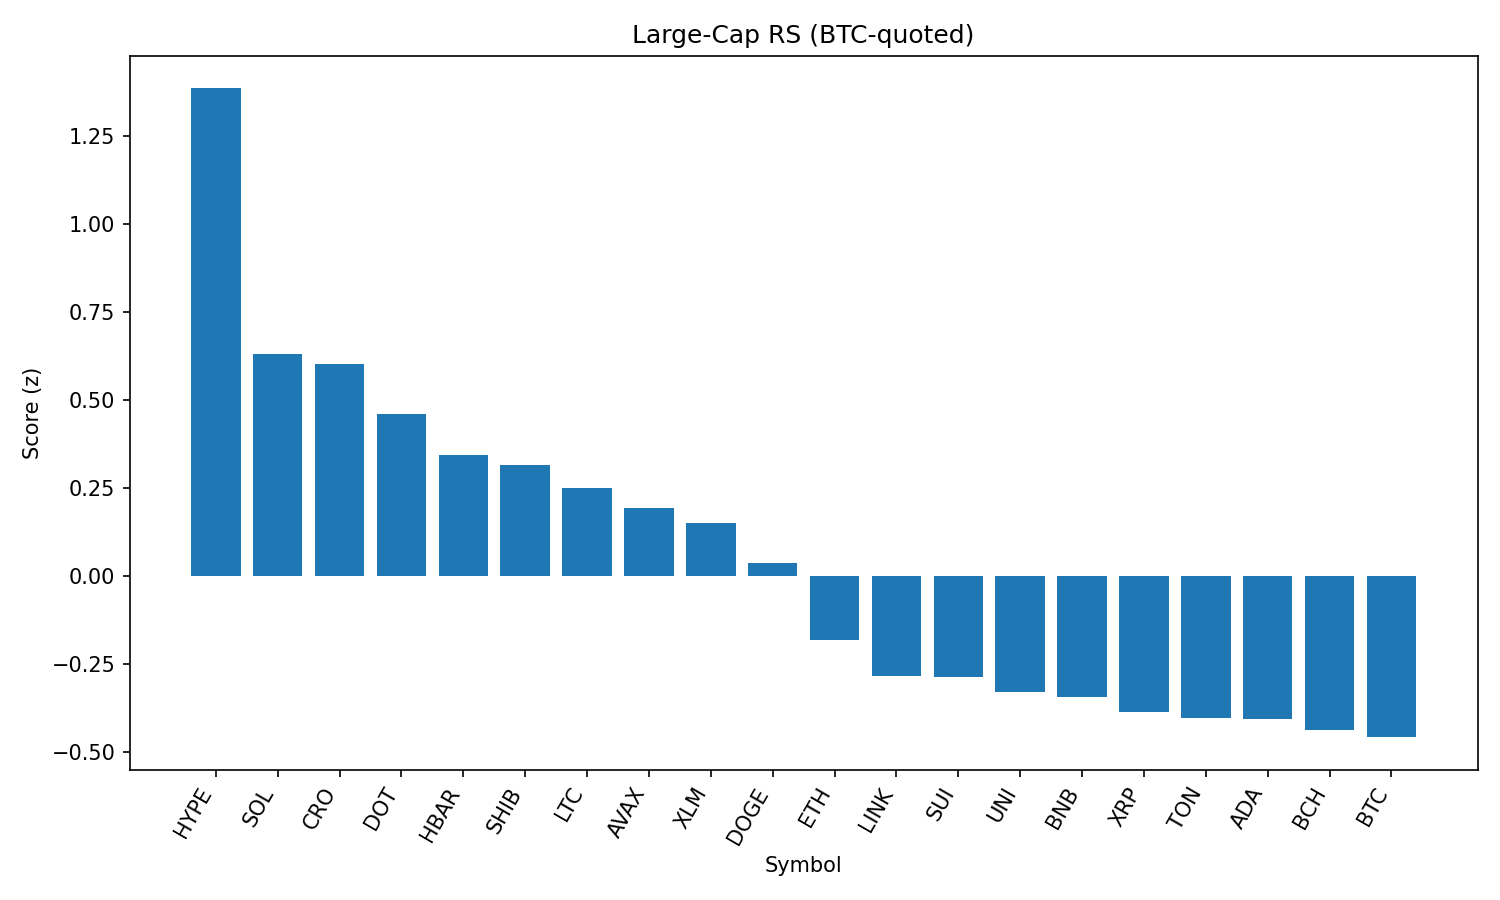 Large-Cap RS (BTC-quoted)
Score (z)
1.25
1.00
0.75
0.50
0.25
0.00
−0.25
−0.50
HYPE
SOL
CRO
DOT
HBAR
SHIB
LTC
AVAX
XLM
DOGE
ETH
LINK
SUI
UNI
BNB
XRP
TON
ADA
BCH
BTC
Symbol